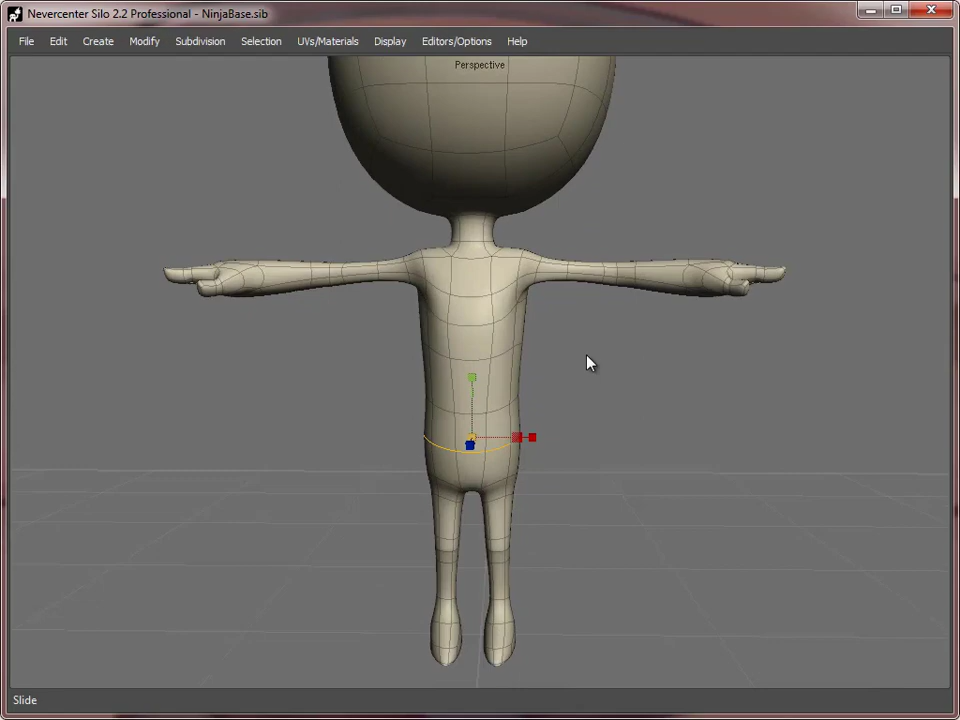 Nevercenter Silo 2.2 Professional - NinjaBase.sib
File Edit Create Modify Subdivision Selection UVs/Materials Display Editors/Options Help
Perspective
Slide